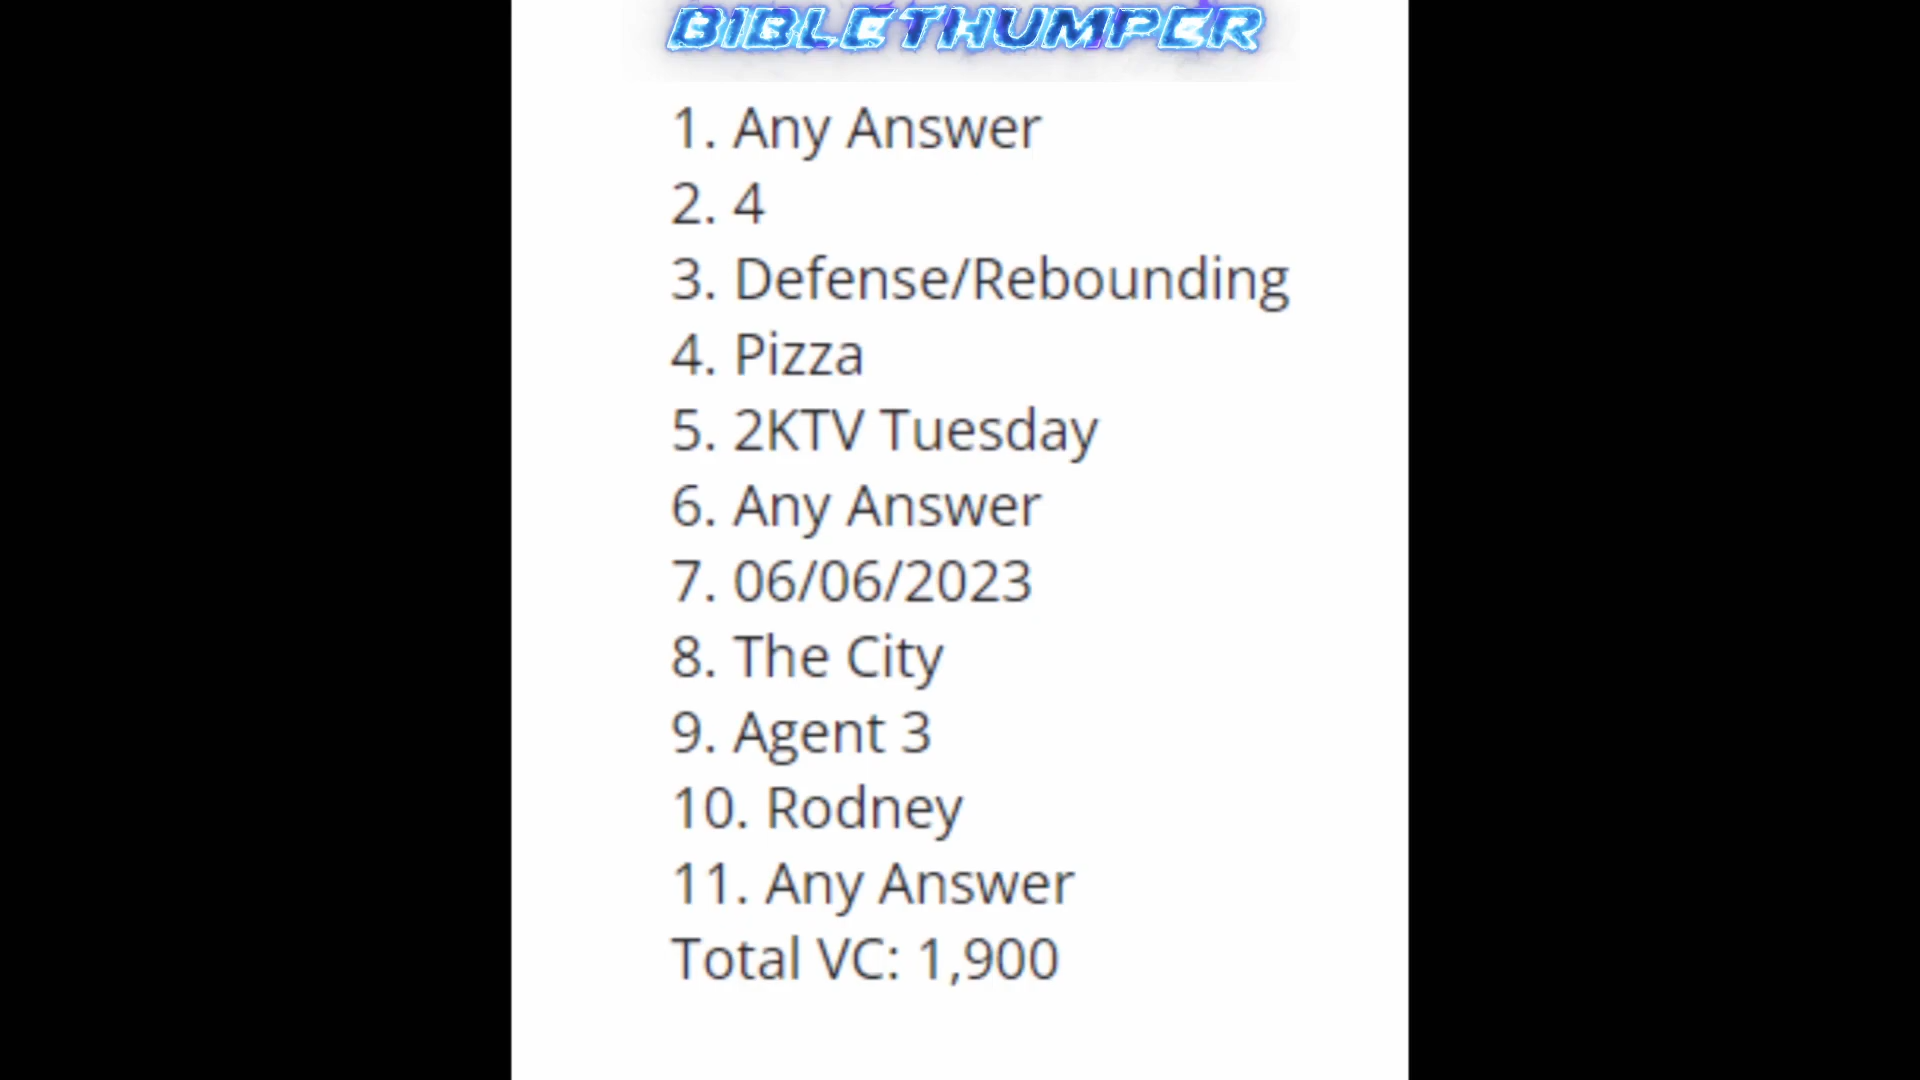 BIBLETHUMPER
1. Any Answer
2. 4
3. Defense/Rebounding
4. Pizza
5. 2KTV Tuesday
6. Any Answer
7. 06/06/2023
8. The City
9. Agent 3
10. Rodney
11. Any Answer
Total VC: 1,900